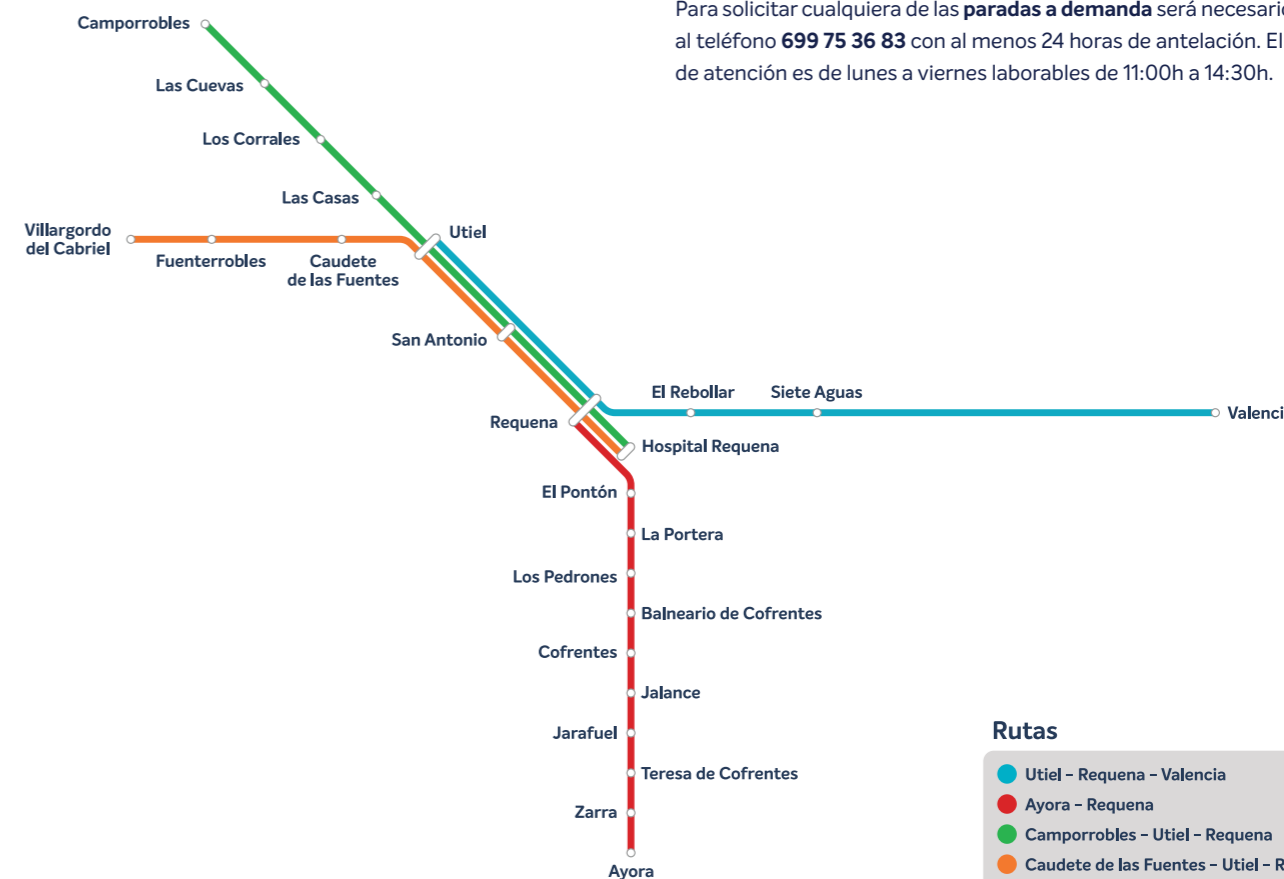 Para solicitar cualquiera de las paradas a demanda será necesario
al teléfono 699 75 36 83 con al menos 24 horas de antelación. El
de atención es de lunes a viernes laborables de 11:00h a 14:30h.
Camporrobles
Las Cuevas
Los Corrales
Las Casas
Villargordo
del Cabriel
Utiel
Fuenterrobles
Caudete
de las Fuentes
San Antonio
El Rebollar
Siete Aguas
Valenci
Requena
Hospital Requena
El Pontón
La Portera
Los Pedrones
Balneario de Cofrentes
Cofrentes
Jalance
Jarafuel
Teresa de Cofrentes
Zarra
Ayora
Rutas
Utiel – Requena – Valencia
Ayora – Requena
Camporrobles – Utiel – Requena
Caudete de las Fuentes – Utiel – R